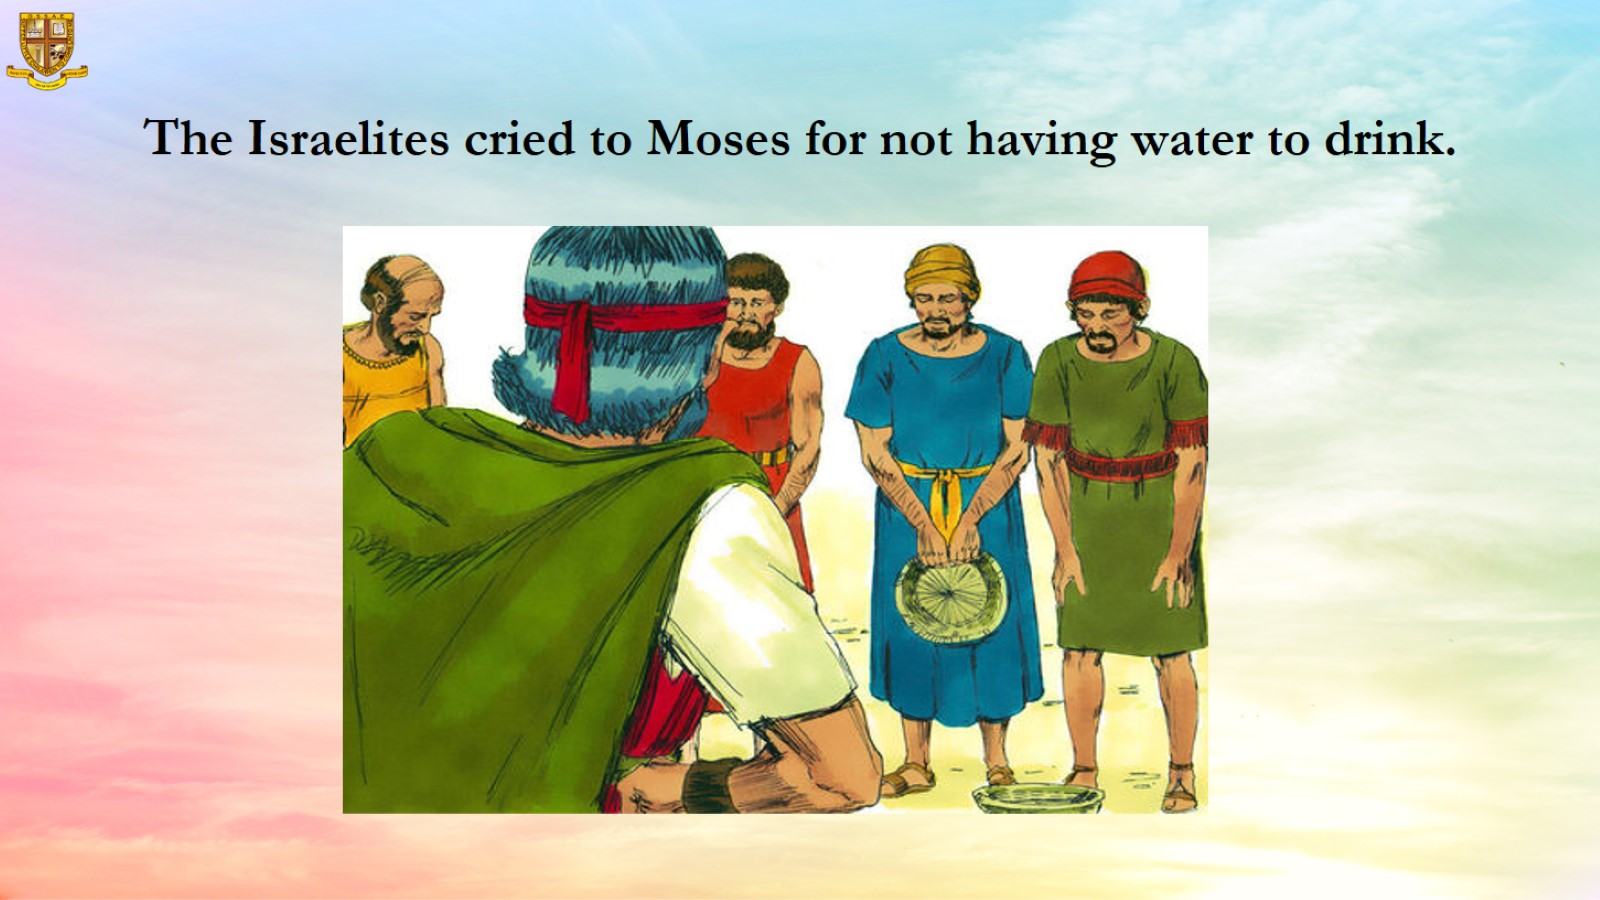 The Israelites cried to Moses for not having water to drink.